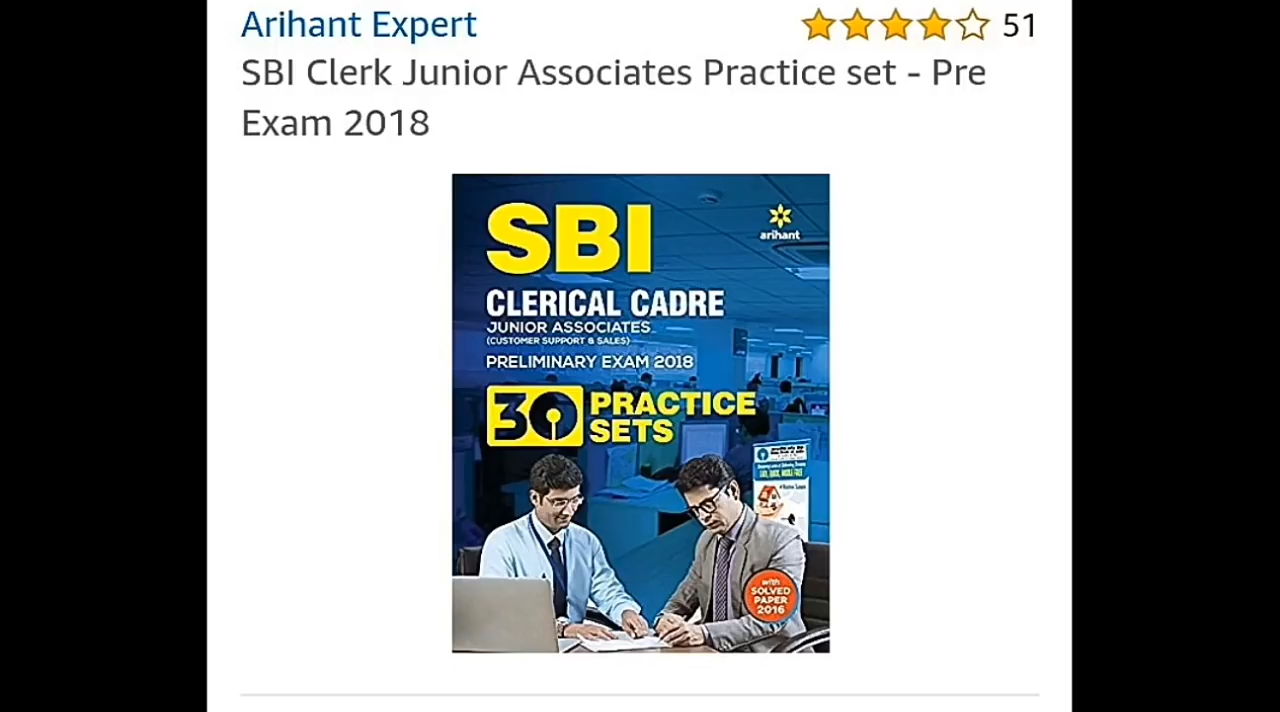 Arihant Expert
51
SBI Clerk Junior Associates Practice set - Pre
Exam 2018
SBI
arihant
CLERICAL CADRE
JUNIOR ASSOCIATES
(CUSTOMER SUPPORT & SALES)
PRELIMINARY EXAM 2018
30 PRACTICE
SETS
with
SOLVED
PAPER
2016